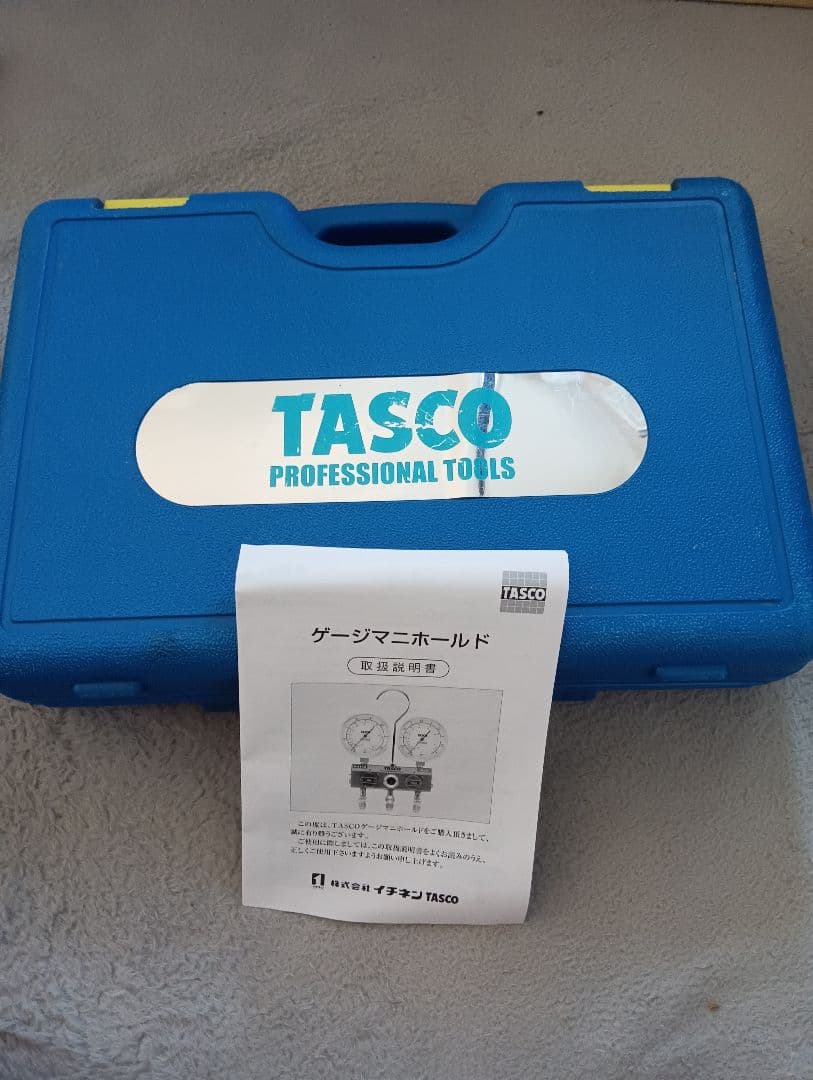 TASCO
PROFESSIONAL TOOLS
TASCO
ゲージマニホールド
取扱説明書
TASCO
この度は、TASCOゲージマニホールドをご購入頂きまして、
誠に有り難うございます。
ご使用に際しましては、この取扱説明書をよくお読みのうえ、
正しくご使用下さいますようお願い申し上げます。
株式会社イチネンTASCO